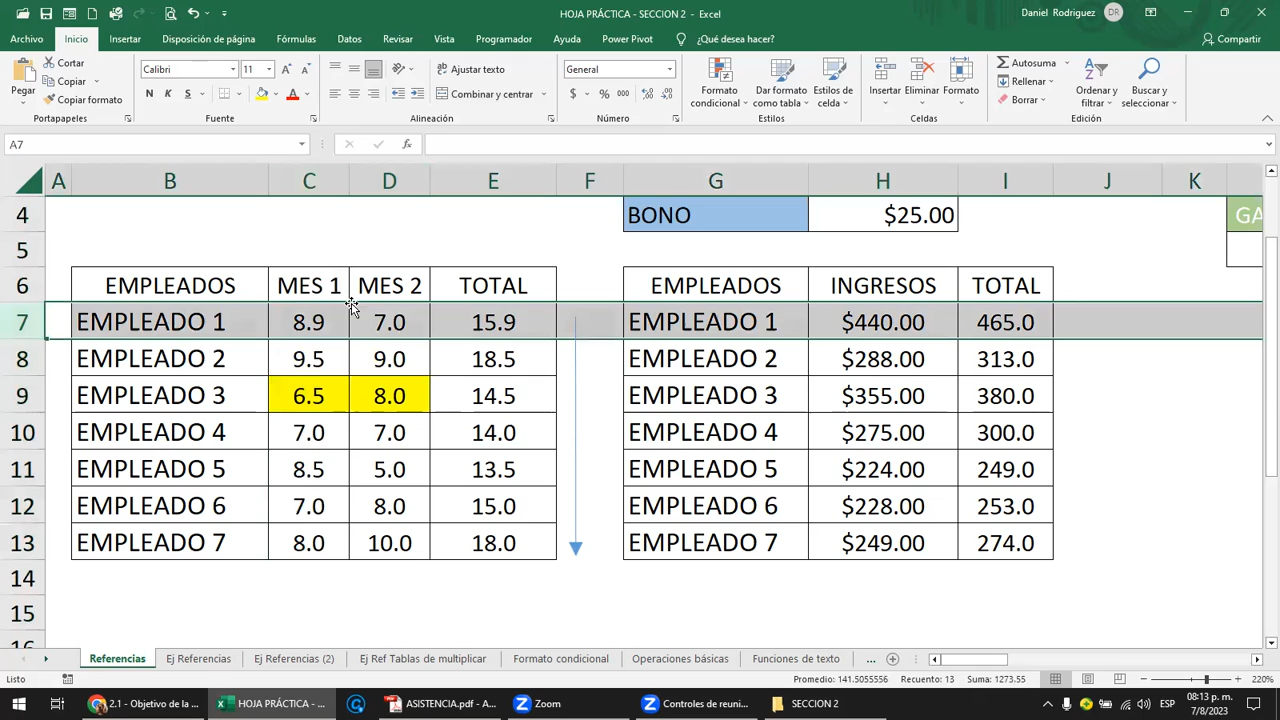 HOJA PRÁCTICA - SECCION 2 - Excel
Daniel Rodriguez
DR
Archivo
Inicio
Insertar
Disposición de página
Fórmulas
Datos
Revisar
Vista
Programador
Ayuda
Power Pivot
¿Qué desea hacer?
Compartir
Pegar
Cortar
Copiar
Copiar formato
Portapapeles
Calibri
11
N K S
Fuente
Ajustar texto
Combinar y centrar
Alineación
General
$ % 000
Número
Formato condicional
Dar formato como tabla
Estilos de celda
Estilos
Insertar
Eliminar
Formato
Celdas
Autosuma
Rellenar
Borrar
Ordenar y filtrar
Buscar y seleccionar
Edición
A7
fx
A B C D E F G H I J K
4 BONO $25.00 GA
5
6 EMPLEADOS MES 1 MES 2 TOTAL EMPLEADOS INGRESOS TOTAL
7 EMPLEADO 1 8.9 7.0 15.9 EMPLEADO 1 $440.00 465.0
8 EMPLEADO 2 9.5 9.0 18.5 EMPLEADO 2 $288.00 313.0
9 EMPLEADO 3 6.5 8.0 14.5 EMPLEADO 3 $355.00 380.0
10 EMPLEADO 4 7.0 7.0 14.0 EMPLEADO 4 $275.00 300.0
11 EMPLEADO 5 8.5 5.0 13.5 EMPLEADO 5 $224.00 249.0
12 EMPLEADO 6 7.0 8.0 15.0 EMPLEADO 6 $228.00 253.0
13 EMPLEADO 7 8.0 10.0 18.0 EMPLEADO 7 $249.00 274.0
14
15
16
Referencias
Ej Referencias
Ej Referencias (2)
Ej Ref Tablas de multiplicar
Formato condicional
Operaciones básicas
Funciones de texto
...
Listo
Promedio: 141.5055556
Recuento: 13
Suma: 1273.55
220%
2.1 - Objetivo de la ...
HOJA PRÁCTICA - ...
ASISTENCIA.pdf - A...
Zoom
Controles de reuni...
SECCION 2
ESP
08:13 p. m.
7/8/2023